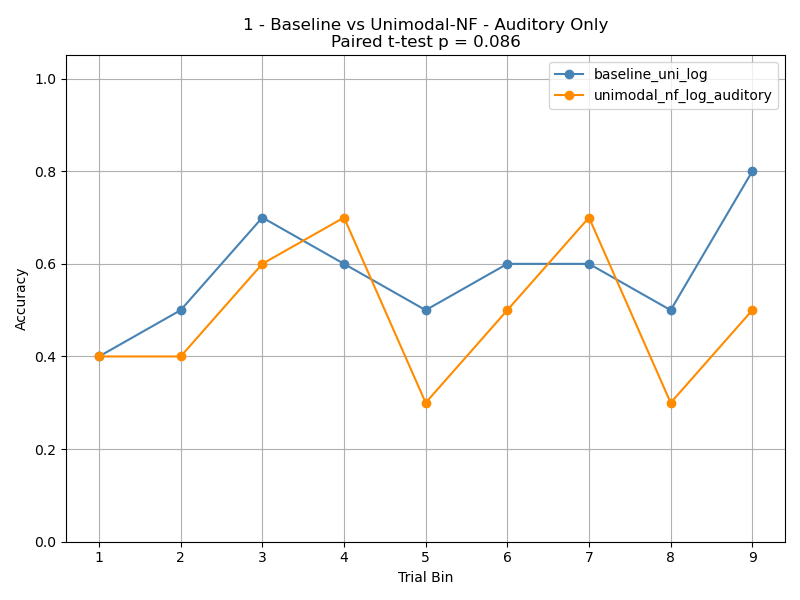 1 - Baseline vs Unimodal-NF - Auditory Only
Paired t-test p = 0.086
baseline_uni_log
unimodal_nf_log_auditory
1.0
0.8
0.6
0.4
0.2
0.0
Accuracy
1 2 3 4 5 6 7 8 9
Trial Bin